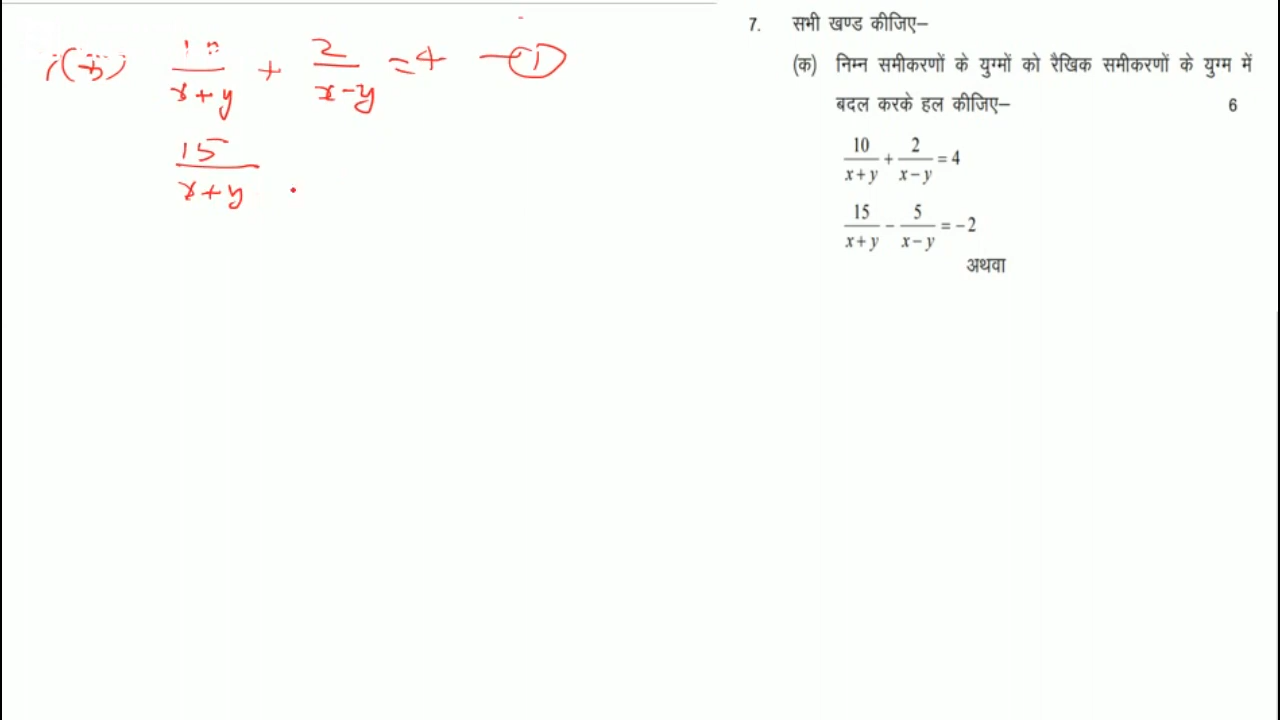 7(क) 10/(x+y) + 2/(x-y) = 4 —①
15/(x+y)
7. सभी खण्ड कीजिए–
(क) निम्न समीकरणों के युग्मों को रैखिक समीकरणों के युग्म में
बदल करके हल कीजिए– 6
10/(x+y) + 2/(x−y) = 4
15/(x+y) − 5/(x−y) = −2
अथवा